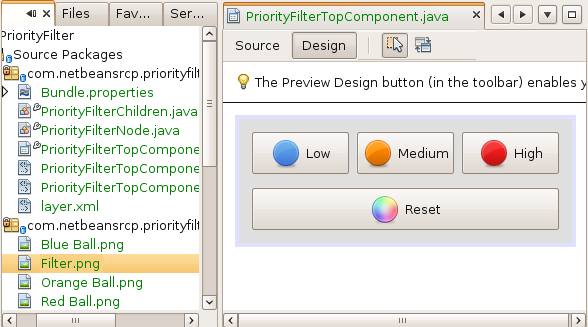 Files
Fav...
Ser...
PriorityFilter
Source Packages
com.netbeansrcp.priorityfilt
Bundle.properties
PriorityFilterChildren.java
PriorityFilterNode.java
PriorityFilterTopCompone
PriorityFilterTopCompone
PriorityFilterTopCompone
layer.xml
com.netbeansrcp.priorityfilt
Blue Ball.png
Filter.png
Orange Ball.png
Red Ball.png
PriorityFilterTopComponent.java
Source Design
The Preview Design button (in the toolbar) enables y
Low Medium High
Reset